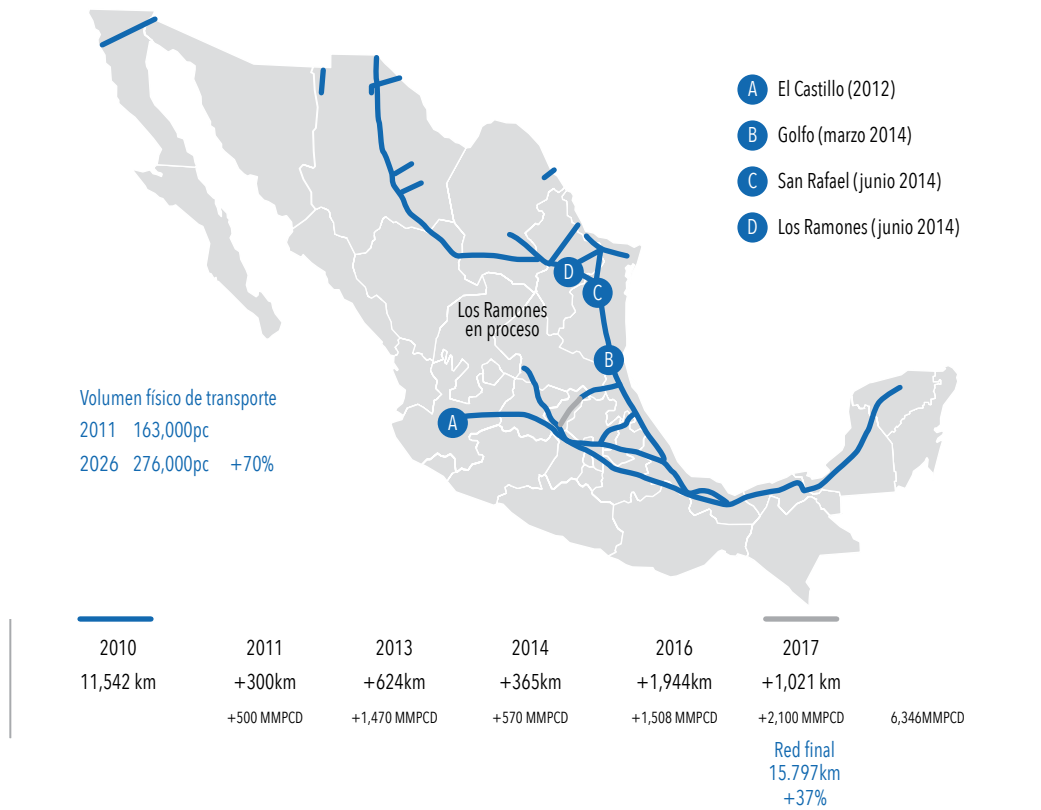 A El Castillo (2012)
B Golfo (marzo 2014)
C San Rafael (junio 2014)
D Los Ramones (junio 2014)
D
C
Los Ramones
en proceso
B
A
Volumen físico de transporte
2011 163,000pc
2026 276,000pc +70%
2010 2011 2013 2014 2016 2017
11,542 km +300km +624km +365km +1,944km +1,021 km
+500 MMPCD +1,470 MMPCD +570 MMPCD +1,508 MMPCD +2,100 MMPCD 6,346MMPCD
Red final
15.797km
+37%